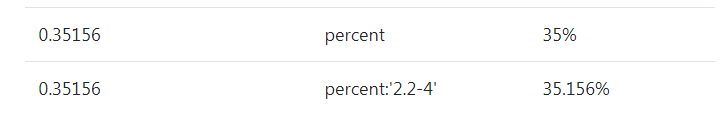 0.35156 percent 35%
0.35156 percent:'2.2-4' 35.156%